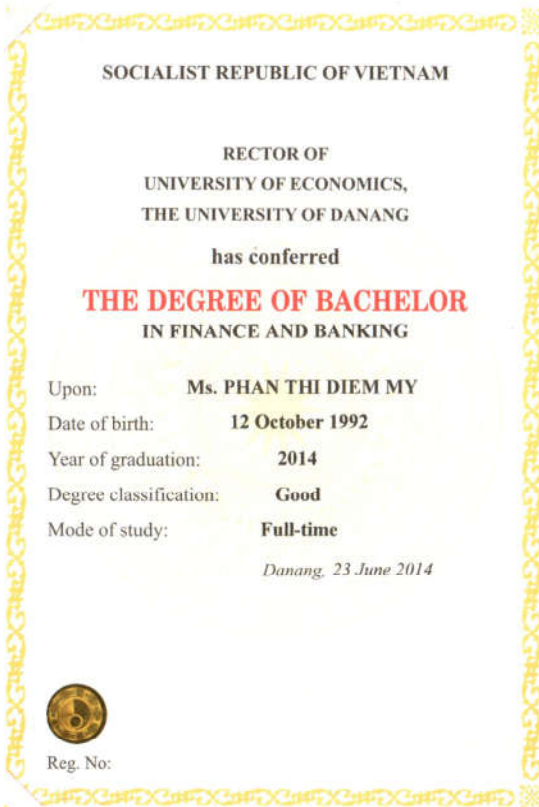 SOCIALIST REPUBLIC OF VIETNAM
RECTOR OF
UNIVERSITY OF ECONOMICS,
THE UNIVERSITY OF DANANG
has conferred
THE DEGREE OF BACHELOR
IN FINANCE AND BANKING
Upon: Ms. PHAN THI DIEM MY
Date of birth: 12 October 1992
Year of graduation: 2014
Degree classification: Good
Mode of study: Full-time
Danang, 23 June 2014
Reg. No: